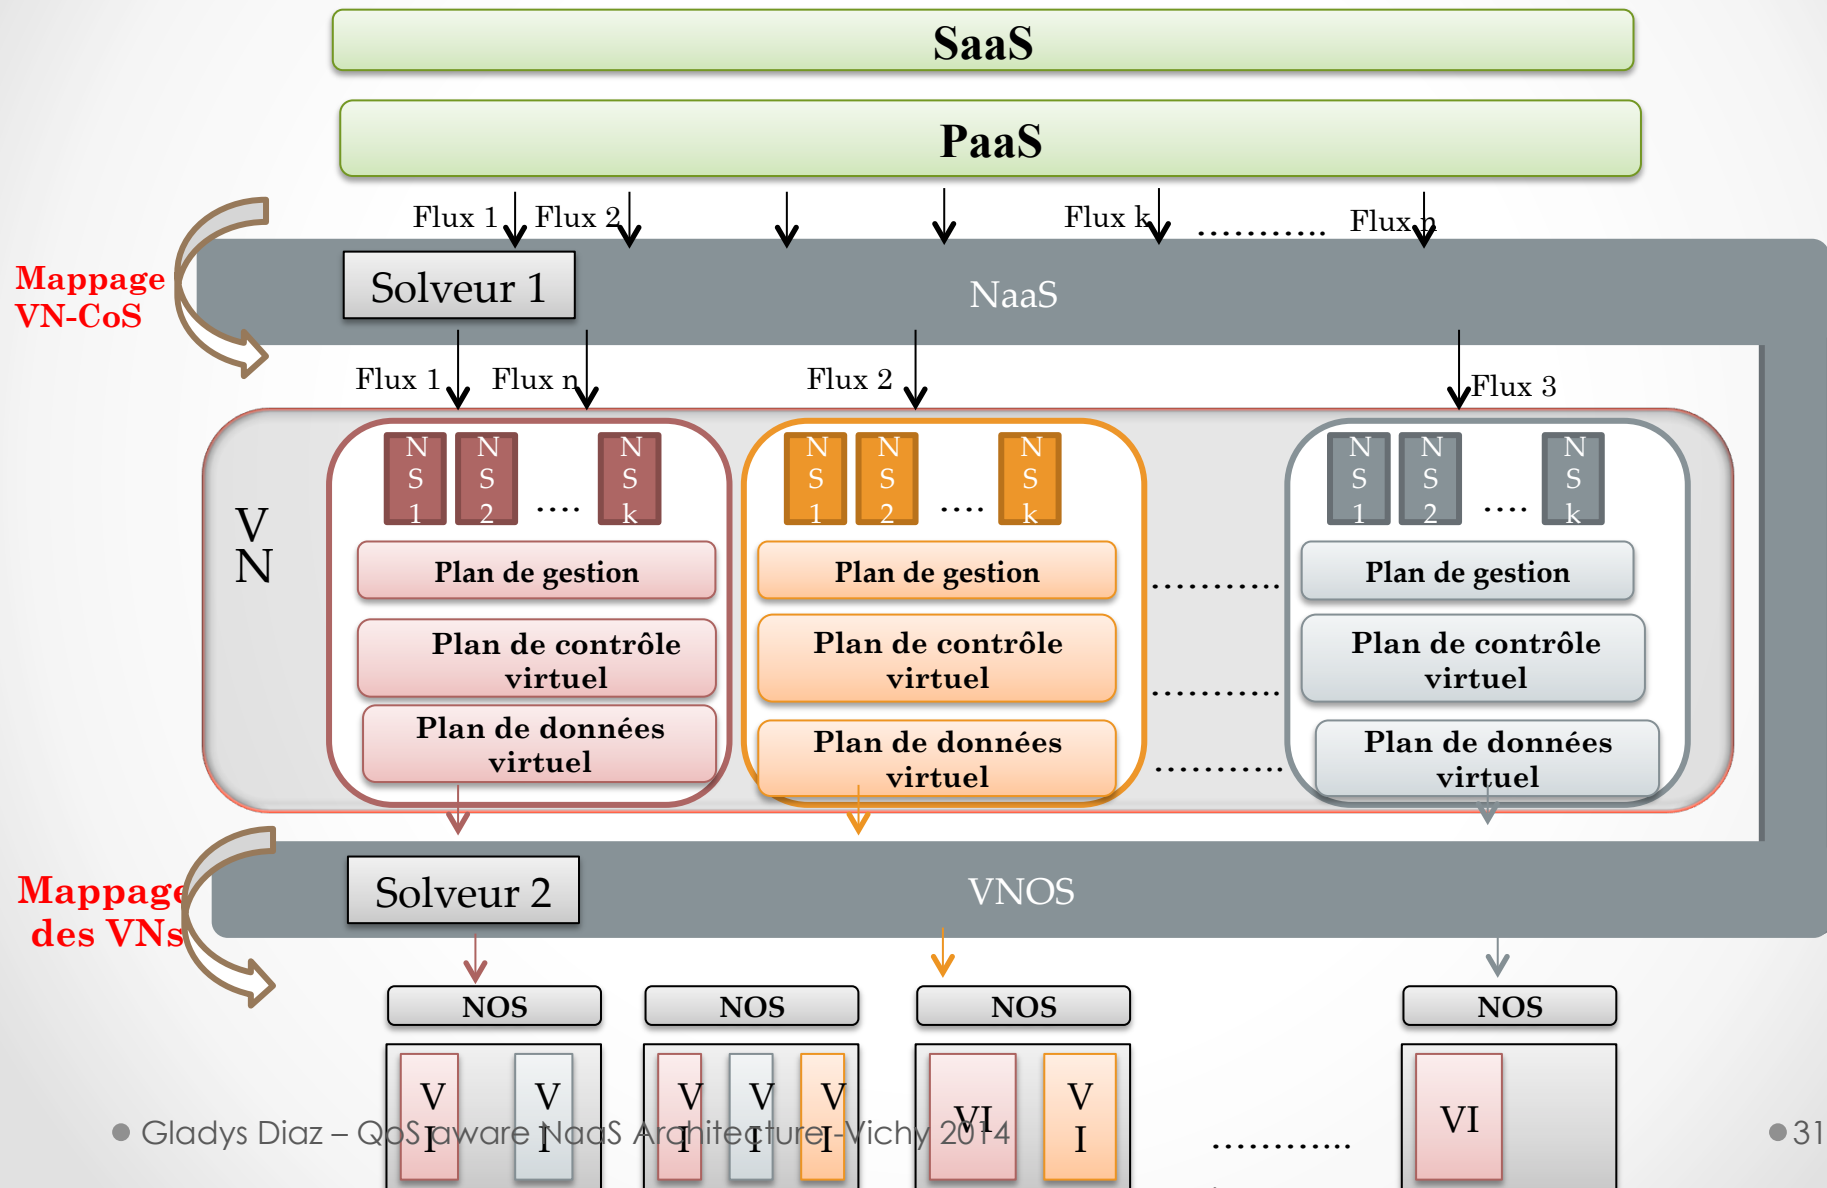 SaaS
PaaS
Flux 1 Flux 2 Flux k ........... Flux n
Mappage
VN-CoS
Solveur 1
NaaS
Flux 1 Flux n Flux 2 Flux 3
V
N
N
S
1
N
S
2
....
N
S
k
Plan de gestion
Plan de contrôle
virtuel
Plan de données
virtuel
N
S
1
N
S
2
....
N
S
k
Plan de gestion
Plan de contrôle
virtuel
Plan de données
virtuel
...........
...........
...........
N
S
1
N
S
2
....
N
S
k
Plan de gestion
Plan de contrôle
virtuel
Plan de données
virtuel
Mappage
des VNs
Solveur 2
VNOS
NOS
NOS
NOS
NOS
V
I
V
I
V
I
V
I
V
I
VI
V
I
............
VI
Gladys Diaz – QoS aware NaaS Architecture -Vichy 2014
31